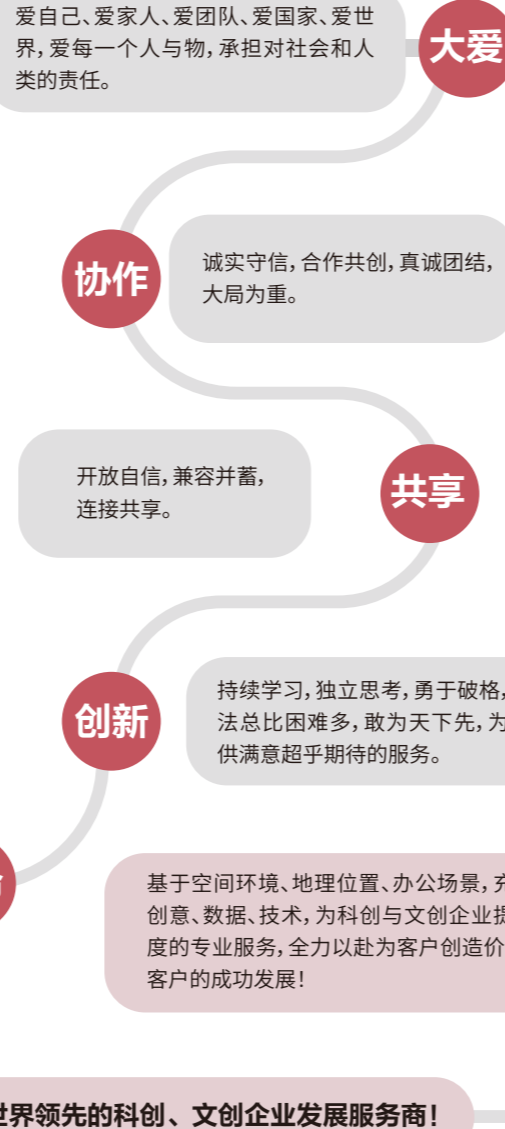 爱自己、爱家人、爱团队、爱国家、爱世
界，爱每一个人与物，承担对社会和人
类的责任。
大爱
协作
诚实守信，合作共创，真诚团结，
大局为重。
开放自信，兼容并蓄，
连接共享。
共享
创新
持续学习，独立思考，勇于破格，
法总比困难多，敢为天下先，为
供满意超乎期待的服务。
基于空间环境、地理位置、办公场景，充
创意、数据、技术，为科创与文创企业提
度的专业服务，全力以赴为客户创造价
客户的成功发展！
世界领先的科创、文创企业发展服务商！